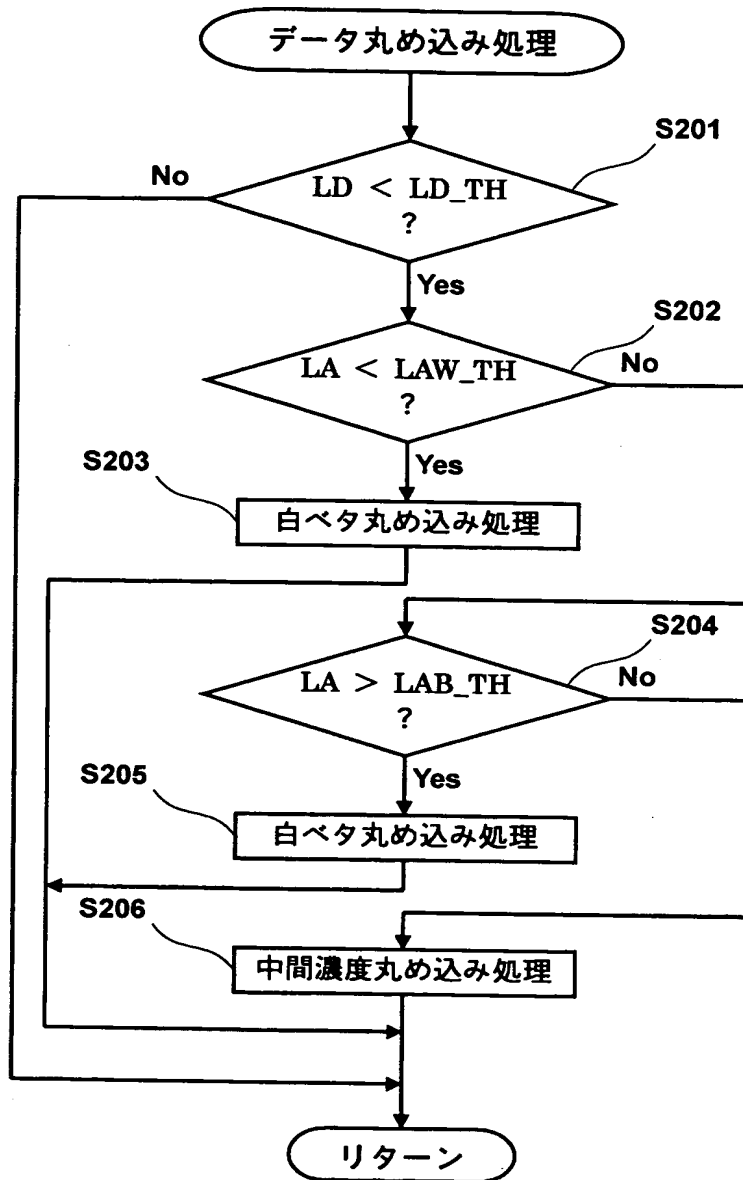 データ丸め込み処理
S201
No
LD < LD_TH
?
Yes
S202
LA < LAW_TH
?
No
Yes
S203
白ベタ丸め込み処理
S204
LA > LAB_TH
?
No
Yes
S205
白ベタ丸め込み処理
S206
中間濃度丸め込み処理
リターン